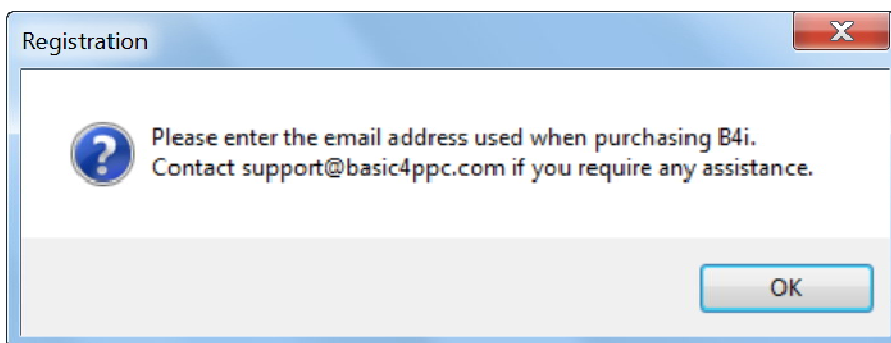 Registration
Please enter the email address used when purchasing B4i.
Contact support@basic4ppc.com if you require any assistance.
OK